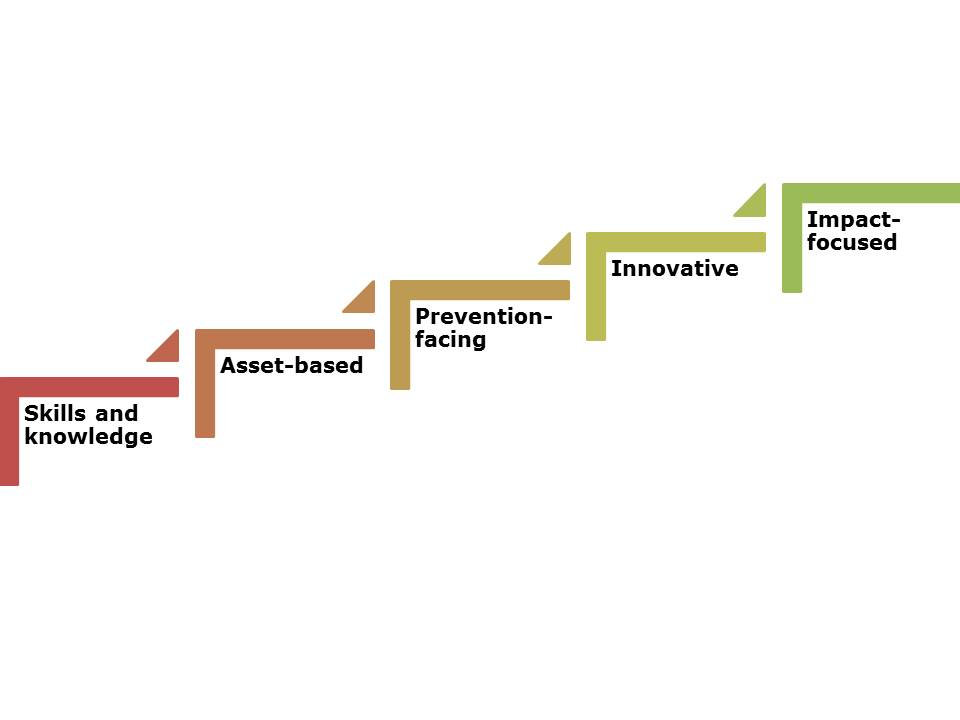 Skills and
knowledge
Asset-based
Prevention-
facing
Innovative
Impact-
focused